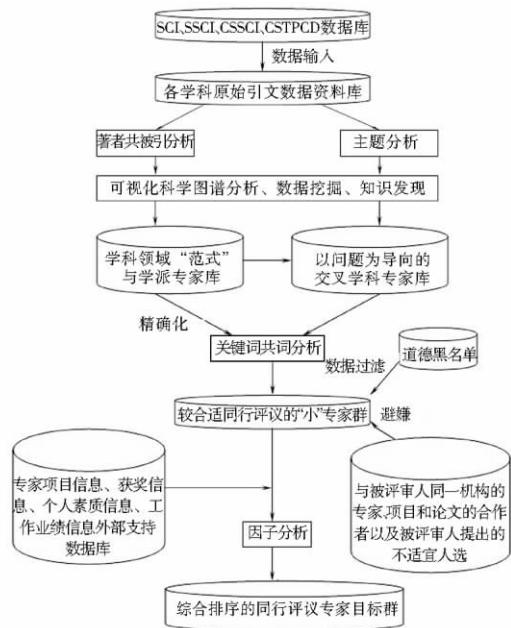 SCI、SSCI、CSSCI、CSTPCD数据库
数据输入
各学科原始引文数据资料库
著者共被引分析
主题分析
可视化科学图谱分析、数据挖掘、知识发现
学科领域“范式”
与学派专家库
以问题为导向的
交叉学科专家库
精确化
关键词共词分析
数据过滤
道德黑名单
较合适同行评议的“小”专家群
避嫌
专家项目信息、获奖信
息、个人素质信息、工
作业绩信息外部支持
数据库
与被评审人同一机构的
专家,项目和论文的合作
者以及被评审人提出的
不适宜人选
因子分析
综合排序的同行评议专家目标群